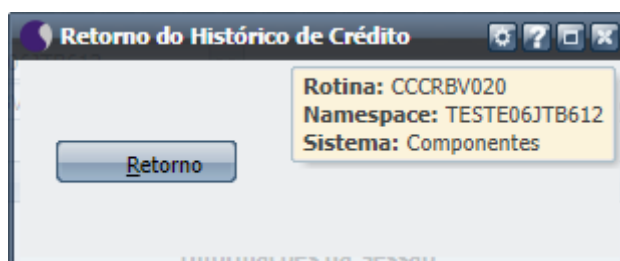 Retorno do Histórico de Crédito
Rotina: CCCRBV020
Namespace: TESTE06JTB612
Sistema: Componentes
Retorno